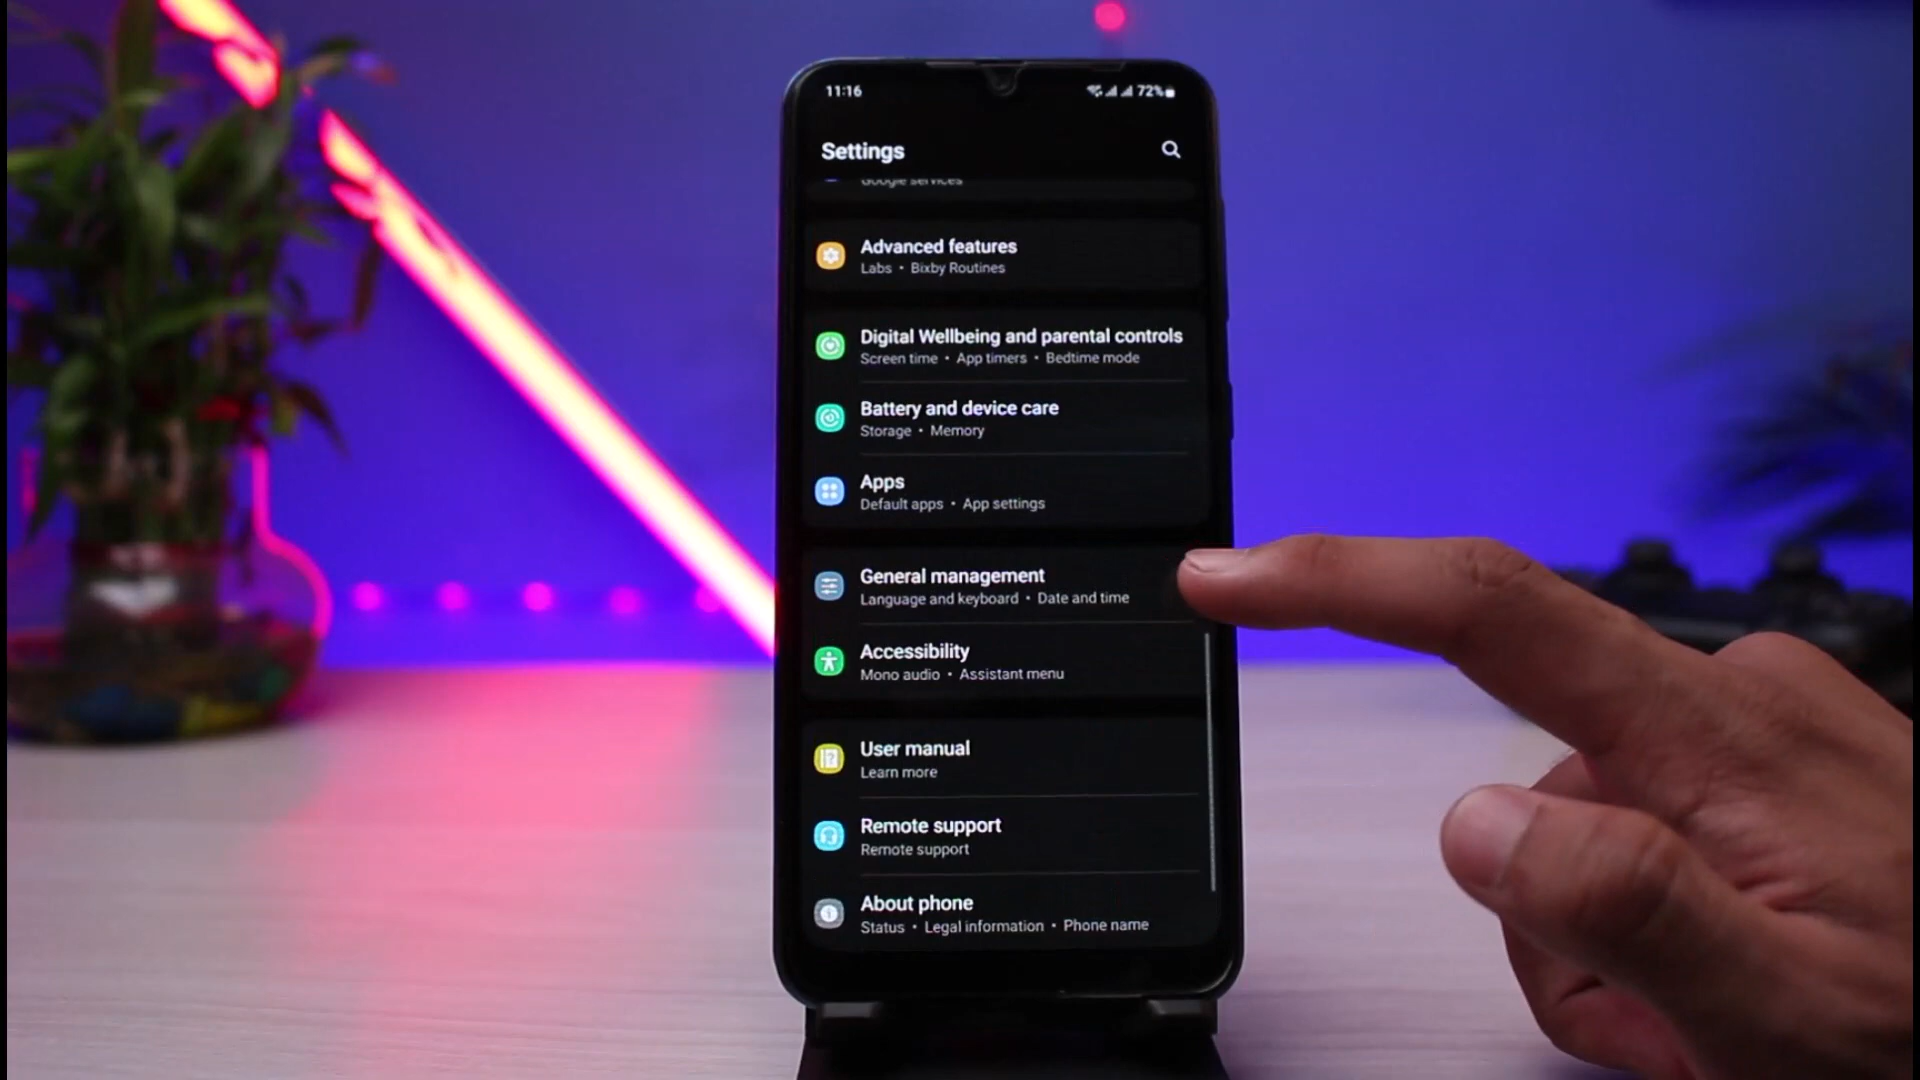 11:16
72%
Settings
Google services
Advanced features
Labs • Bixby Routines
Digital Wellbeing and parental controls
Screen time • App timers • Bedtime mode
Battery and device care
Storage • Memory
Apps
Default apps • App settings
General management
Language and keyboard • Date and time
Accessibility
Mono audio • Assistant menu
User manual
Learn more
Remote support
Remote support
About phone
Status • Legal information • Phone name